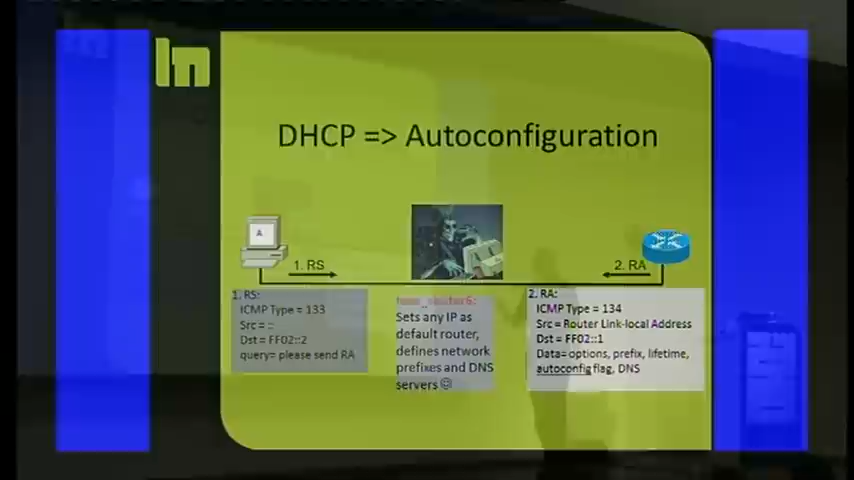 DHCP => Autoconfiguration
A
1. RS
2. RA
1. RS:
ICMP Type = 133
Src = ::
Dst = FF02::2
query= please send RA
Sets any IP as
default router,
defines network
prefixes and DNS
servers☺
2. RA:
ICMP Type = 134
Src = Router Link-local Address
Dst = FF02::1
Data= options, prefix, lifetime,
autoconfig flag, DNS